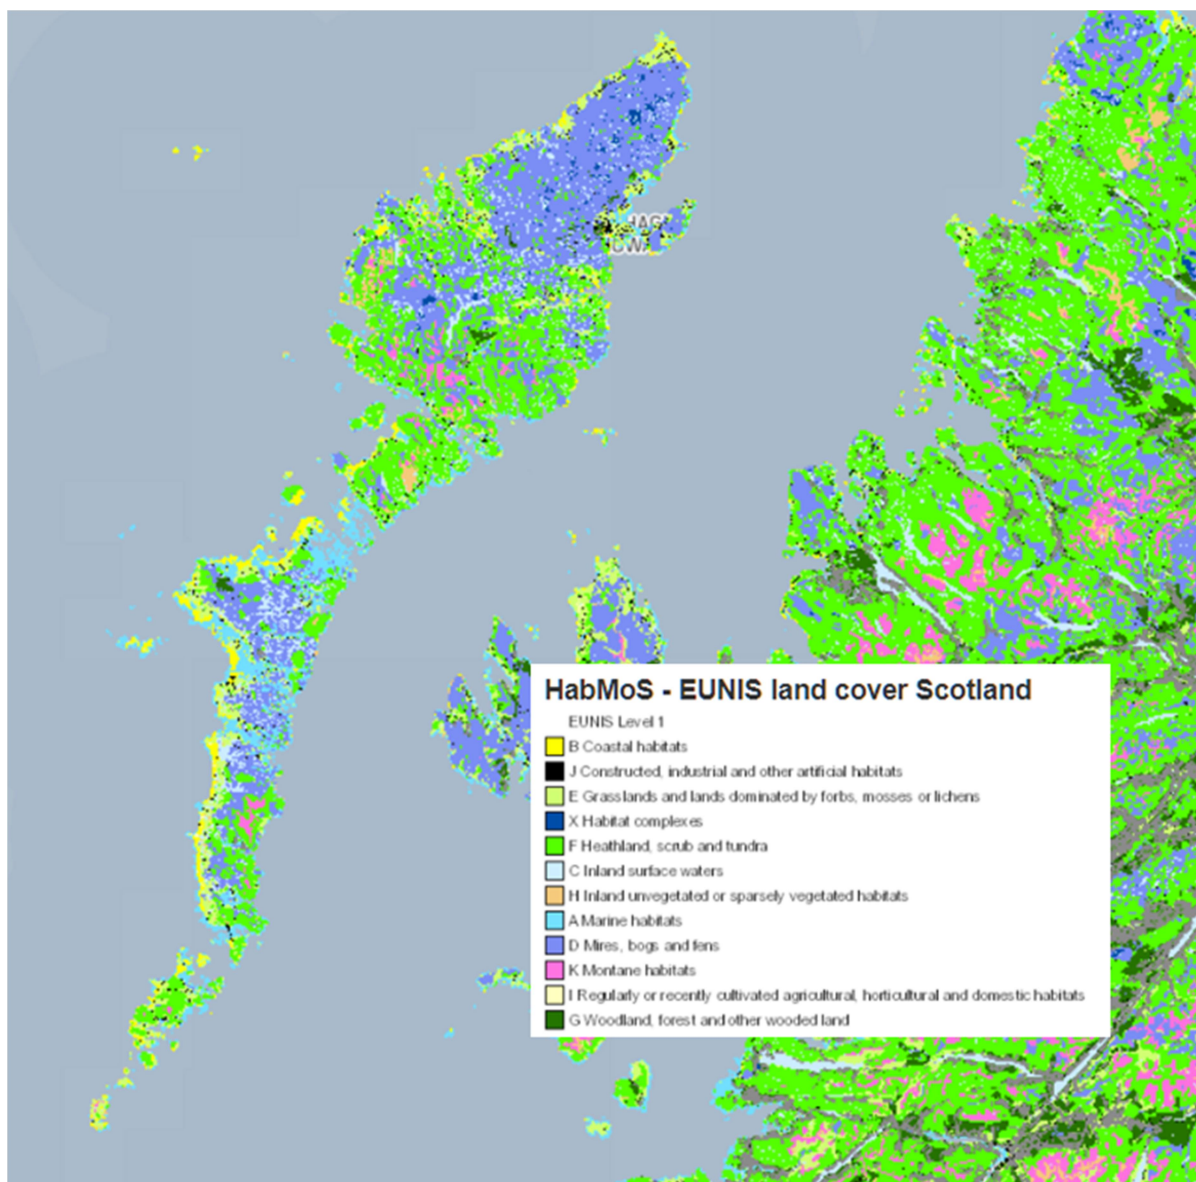 HabMoS - EUNIS land cover Scotland
EUNIS Level 1
B Coastal habitats
J Constructed, industrial and other artificial habitats
E Grasslands and lands dominated by forbs, mosses or lichens
X Habitat complexes
F Heathland, scrub and tundra
C Inland surface waters
H Inland unvegetated or sparsely vegetated habitats
A Marine habitats
D Mires, bogs and fens
K Montane habitats
I Regularly or recently cultivated agricultural, horticultural and domestic habitats
G Woodland, forest and other wooded land